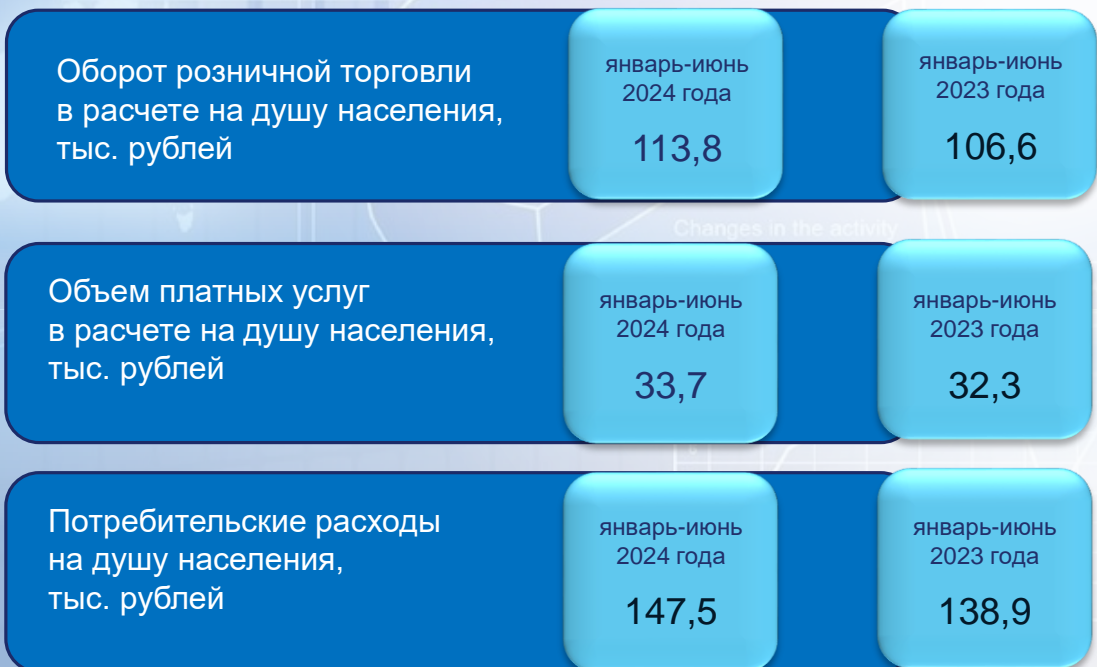 Оборот розничной торговли
в расчете на душу населения,
тыс. рублей
январь-июнь
2024 года
113,8
январь-июнь
2023 года
106,6
Changes in the activity
Объем платных услуг
в расчете на душу населения,
тыс. рублей
январь-июнь
2024 года
33,7
январь-июнь
2023 года
32,3
Потребительские расходы
на душу населения,
тыс. рублей
январь-июнь
2024 года
147,5
январь-июнь
2023 года
138,9